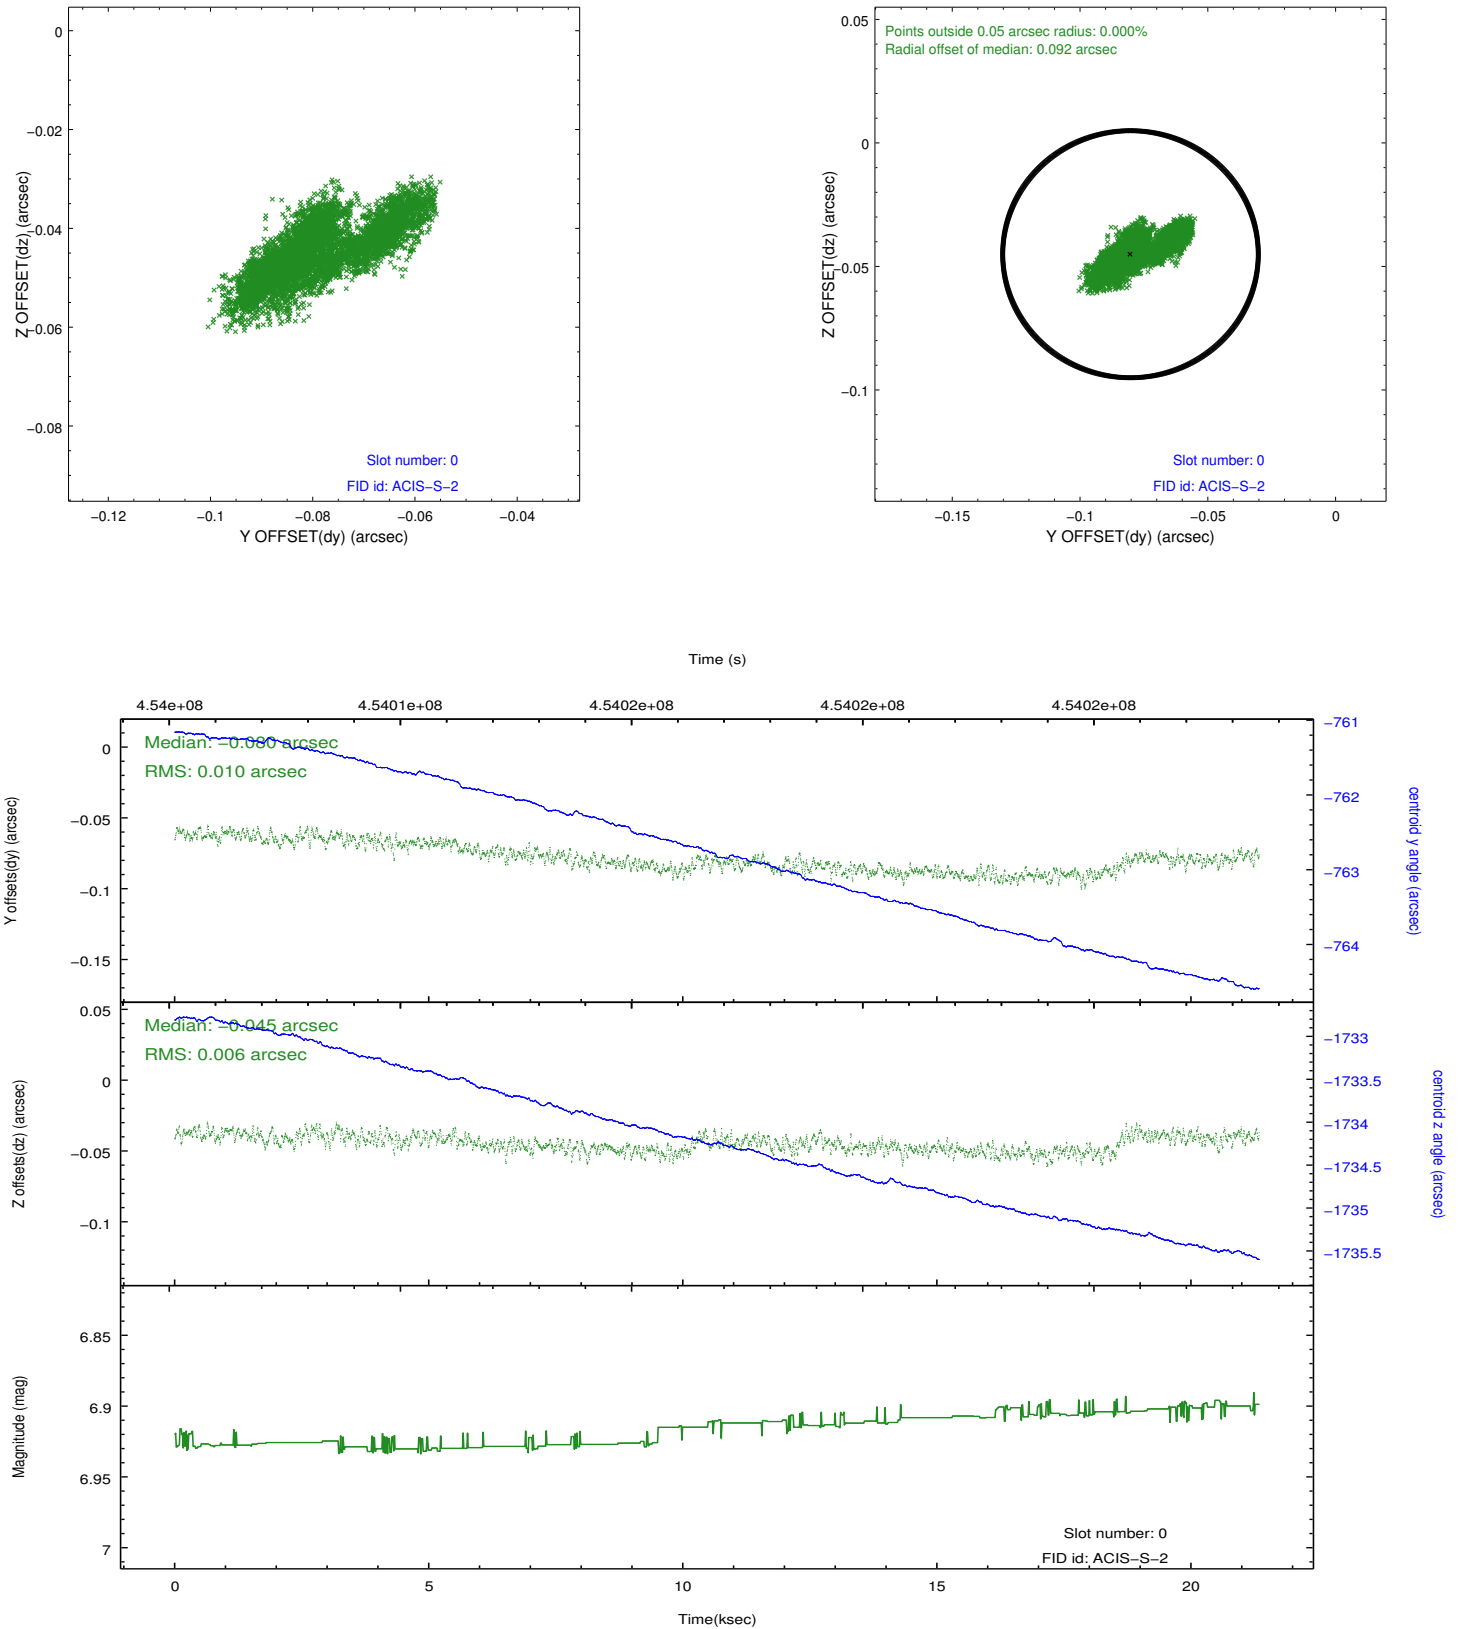 0
−0.02
−0.04
−0.06
−0.08
Z OFFSET(dz) (arcsec)
Slot number: 0
FID id: ACIS−S−2
−0.12
−0.1
−0.08
−0.06
−0.04
Y OFFSET(dy) (arcsec)
Points outside 0.05 arcsec radius: 0.000%
Radial offset of median: 0.092 arcsec
0.05
0
−0.05
−0.1
Z OFFSET(dz) (arcsec)
Slot number: 0
FID id: ACIS−S−2
−0.15
−0.1
−0.05
0
Y OFFSET(dy) (arcsec)
Time (s)
4.54e+08
4.5401e+08
4.5402e+08
4.5402e+08
4.5402e+08
Median: −0.080 arcsec
RMS: 0.010 arcsec
0
−0.05
−0.1
−0.15
Y offsets(dy) (arcsec)
−761
−762
−763
−764
centroid y angle (arcsec)
Median: −0.045 arcsec
RMS: 0.006 arcsec
0.05
0
−0.05
−0.1
Z offsets(dz) (arcsec)
−1733
−1733.5
−1734
−1734.5
−1735
−1735.5
centroid z angle (arcsec)
6.85
6.9
6.95
7
Magnitude (mag)
Slot number: 0
FID id: ACIS−S−2
0
5
10
15
20
Time(ksec)